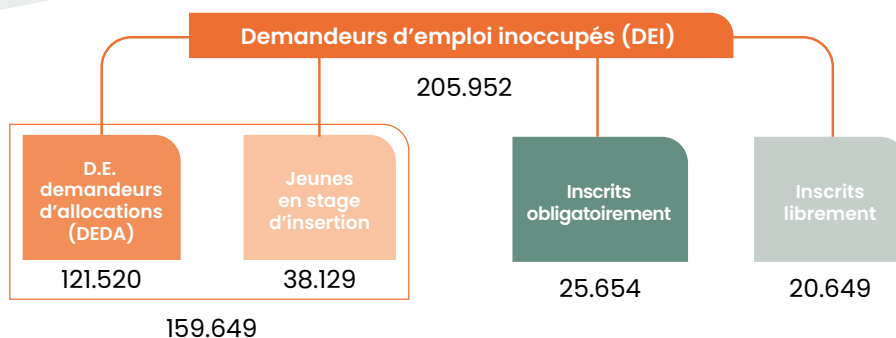 Demandeurs d'emploi inoccupés (DEI)
205.952
D.E.
demandeurs
d'allocations
(DEDA)
121.520
Jeunes
en stage
d'insertion
38.129
159.649
Inscrits
obligatoirement
25.654
Inscrits
librement
20.649